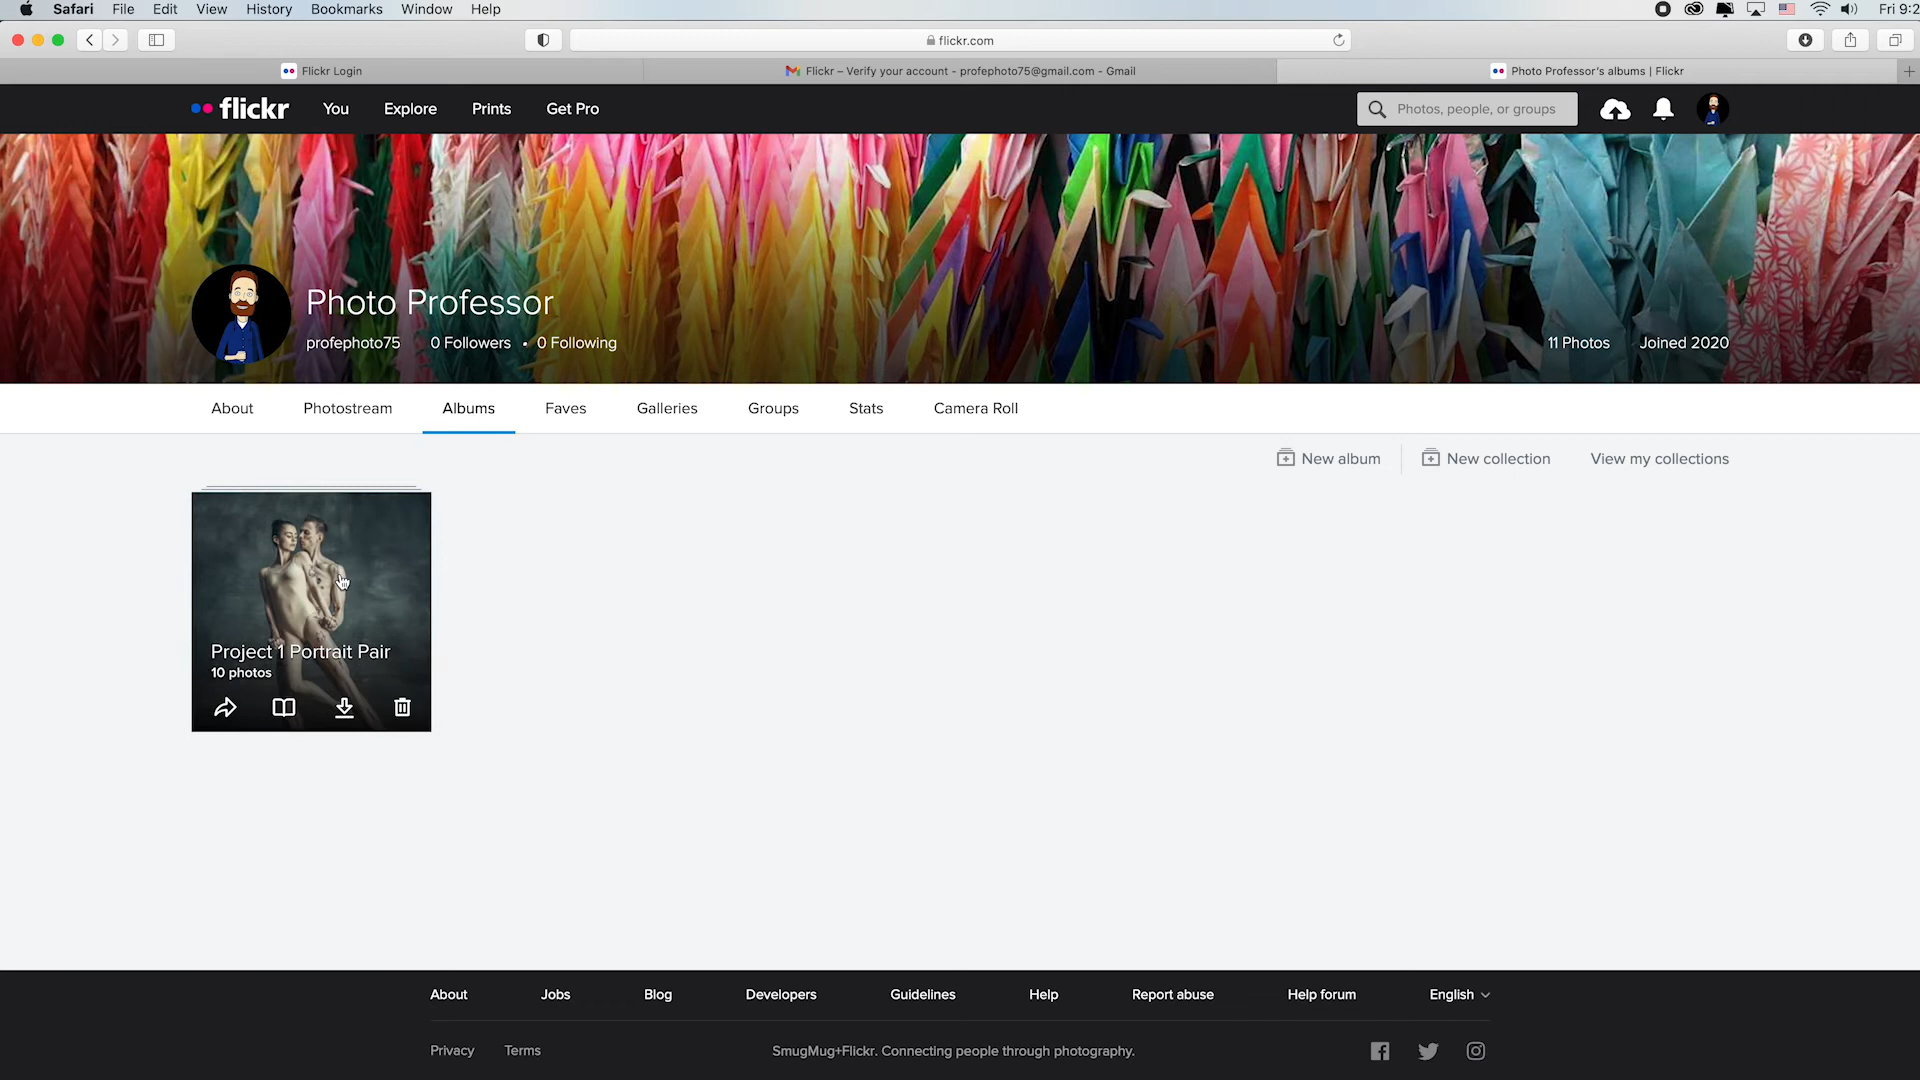 Safari File Edit View History Bookmarks Window Help Fri 9:2
flickr.com
Flickr Login Flickr – Verify your account - profephoto75@gmail.com - Gmail Photo Professor's albums | Flickr
flickr You Explore Prints Get Pro Photos, people, or groups
Photo Professor
profephoto75 0 Followers • 0 Following 11 Photos Joined 2020
About Photostream Albums Faves Galleries Groups Stats Camera Roll
New album New collection View my collections
Project 1 Portrait Pair
10 photos
About Jobs Blog Developers Guidelines Help Report abuse Help forum English
Privacy Terms SmugMug+Flickr. Connecting people through photography.